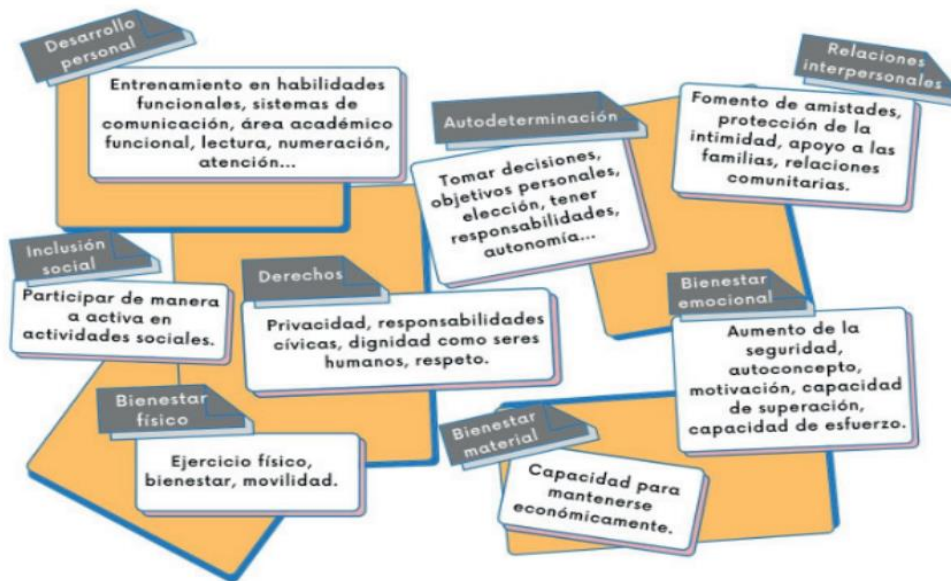 Desarrollo
personal
Entrenamiento en habilidades
funcionales, sistemas de
comunicación, área académico
funcional, lectura, numeración,
atención...
Autodeterminación
Tomar decisiones,
objetivos personales,
elección, tener
responsabilidades,
autonomía...
Relaciones
interpersonales
Fomento de amistades,
protección de la
intimidad, apoyo a las
familias, relaciones
comunitarias.
Inclusión
social
Participar de manera
a activa en
actividades sociales.
Derechos
Privacidad, responsabilidades
cívicas, dignidad como seres
humanos, respeto.
Bienestar
emocional
Aumento de la
seguridad,
autoconcepto,
motivación, capacidad
de superación,
capacidad de esfuerzo.
Bienestar
físico
Ejercicio físico,
bienestar, movilidad.
Bienestar
material
Capacidad para
mantenerse
económicamente.